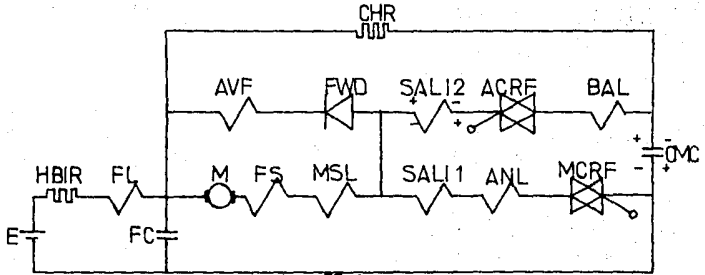 CHR
AVF FWD SALI2 ACRF BAL
+ - - +
+ - CMC - +
HBIR FL M FS MSL SALI1 ANL MCRF
E FC